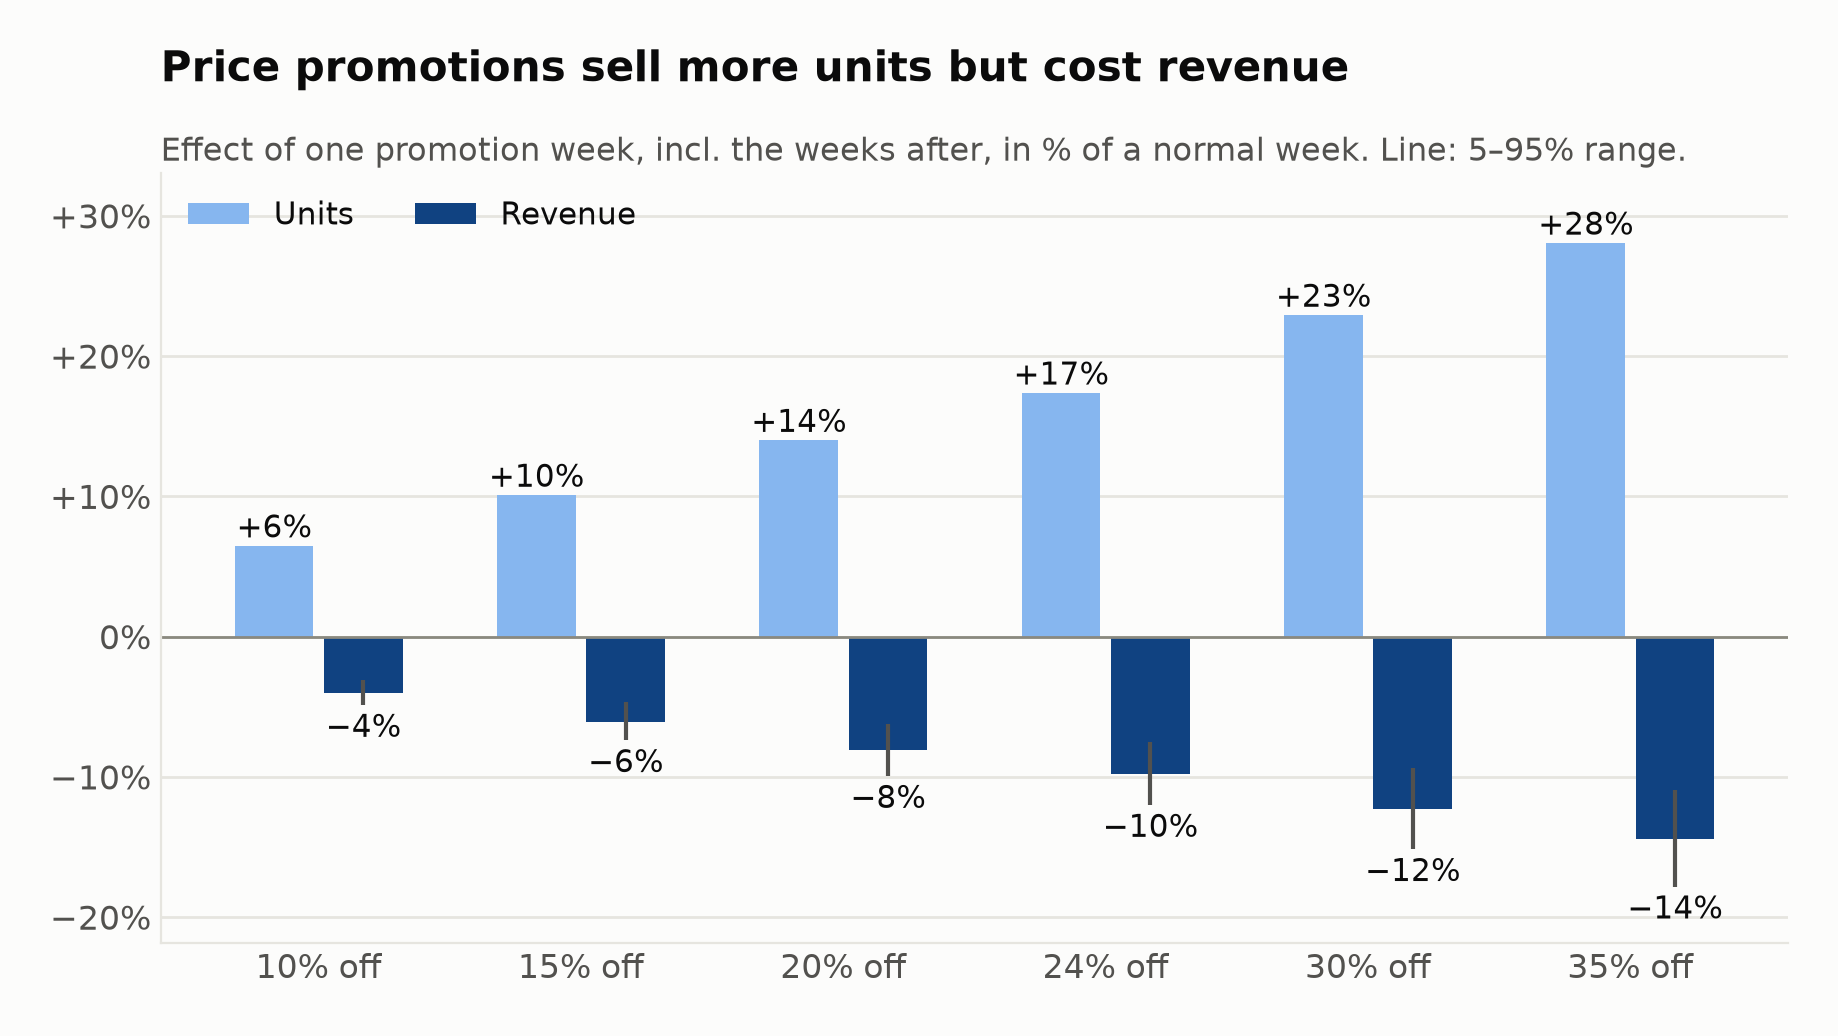 Price promotions sell more units but cost revenue
Effect of one promotion week, incl. the weeks after, in % of a normal week. Line: 5–95% range.
Units Revenue
+30%
+20%
+10%
0%
−10%
−20%
+6% +10% +14% +17% +23% +28%
−4% −6% −8% −10% −12% −14%
10% off 15% off 20% off 24% off 30% off 35% off